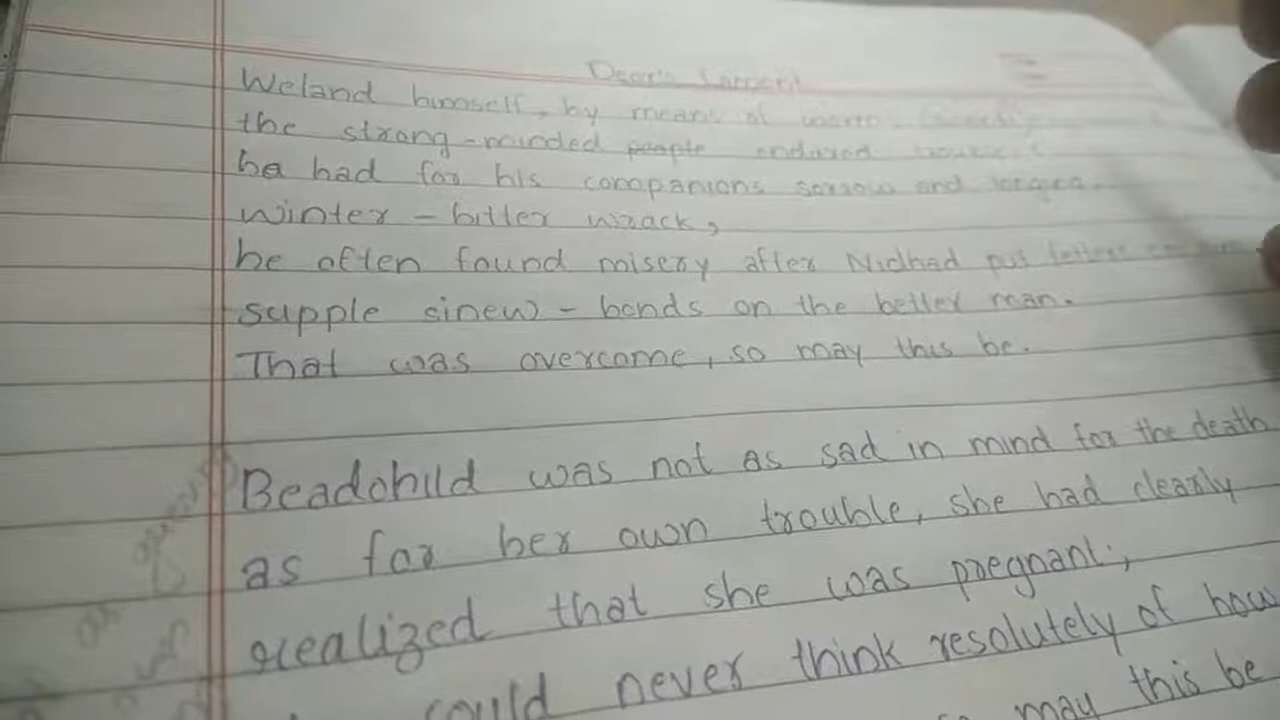 Deor's Lament
Weland himself, by means of worms
the strong-minded people endured
he had for his companions sorrow and longing.
winter - bitter wrack,
he often found misery after Nidhad put fetters
supple sinew - bonds on the better man.
That was overcome, so may this be.
Beadohild was not as sad in mind for the death
as for her own trouble, she had clearly
realized that she was pregnant;
could never think resolutely of how
may this be